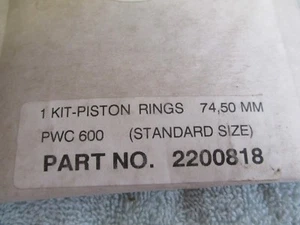 1 KIT-PISTON RINGS 74,50 MM
PWC 600 (STANDARD SIZE)
PART NO. 2200818